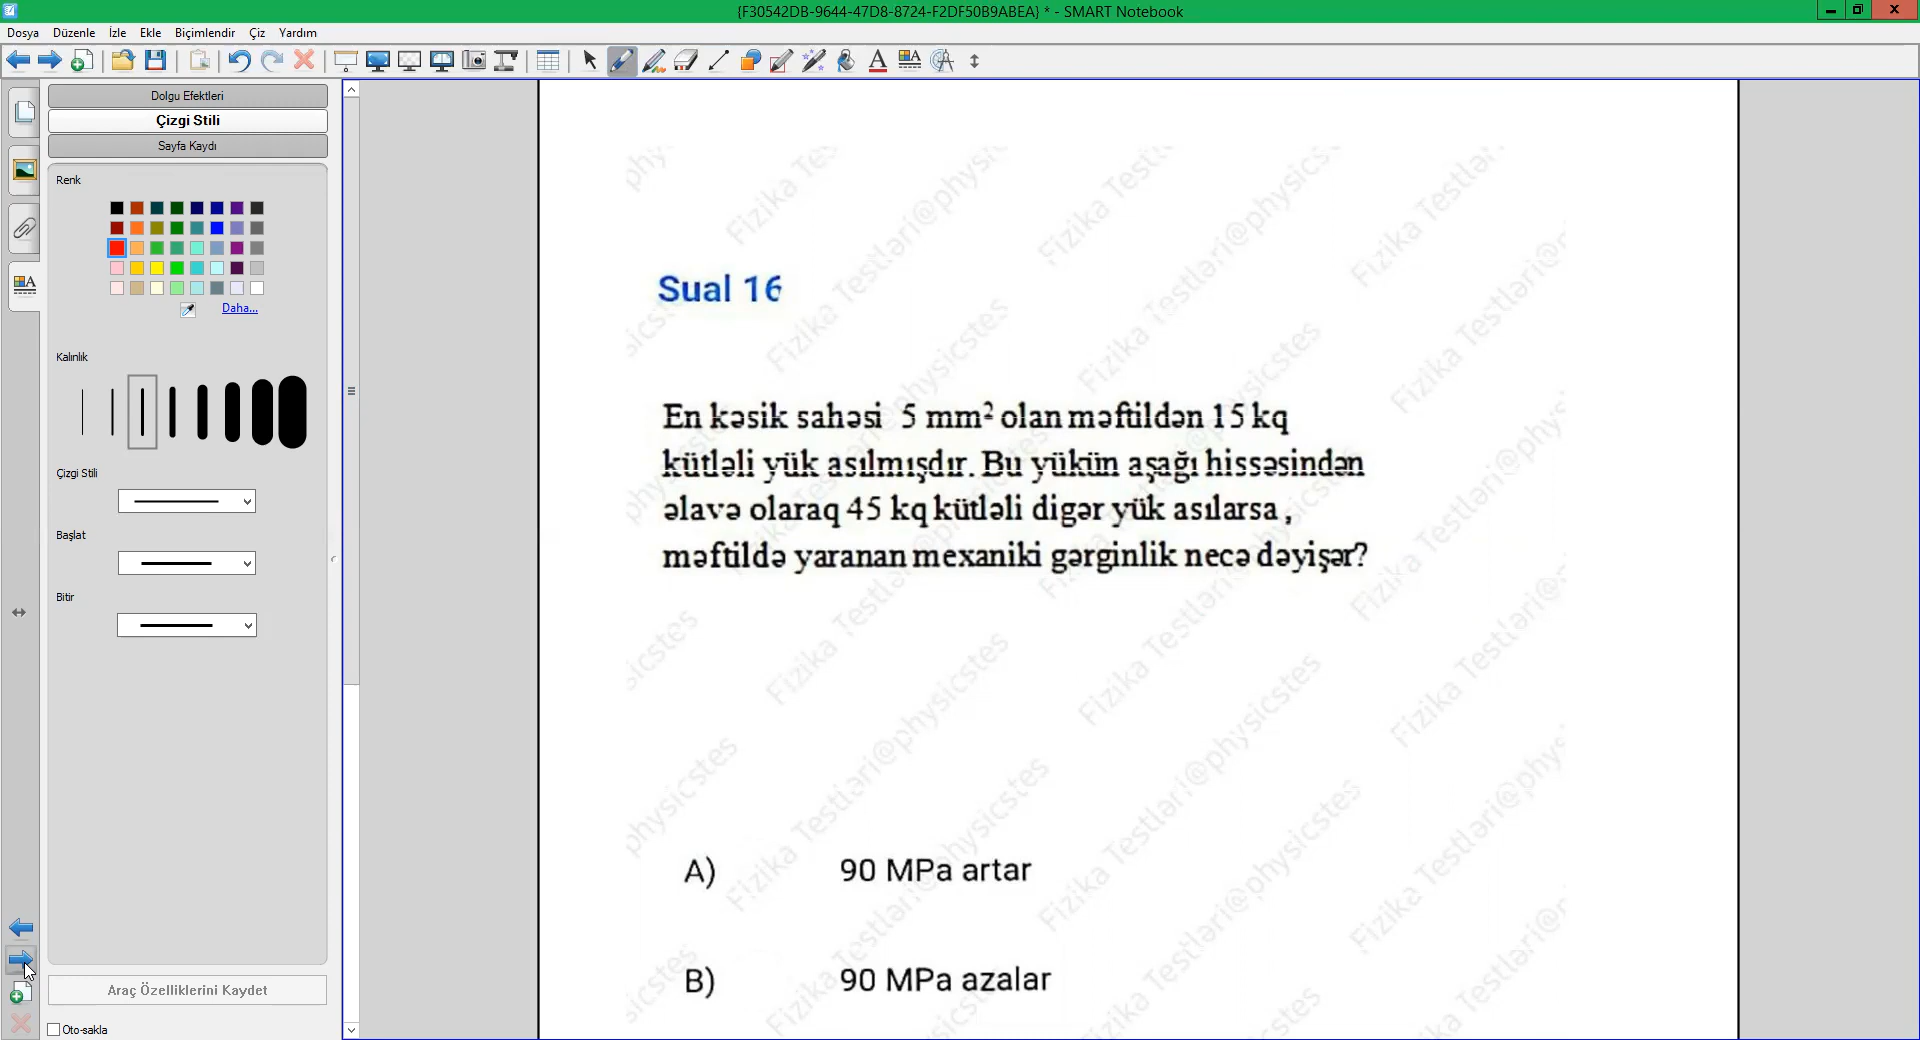 {F30542DB-9644-47D8-8724-F2DF50B9ABEA} * - SMART Notebook
Dosya Düzenle İzle Ekle Biçimlendir Çiz Yardım
Dolgu Efektleri
Çizgi Stili
Sayfa Kaydı
Renk
Daha...
Kalınlık
Çizgi Stili
Başlat
Bitir
Araç Özelliklerini Kaydet
Oto-sakla
Sual 16
En kəsik sahəsi 5 mm² olan məftildən 15 kq
kütləli yük asılmışdır. Bu yükün aşağı hissəsindən
əlavə olaraq 45 kq kütləli digər yük asılarsa ,
məftildə yaranan mexaniki gərginlik necə dəyişər?
A) 90 MPa artar
B) 90 MPa azalar
Fizika Testləri@physicstes